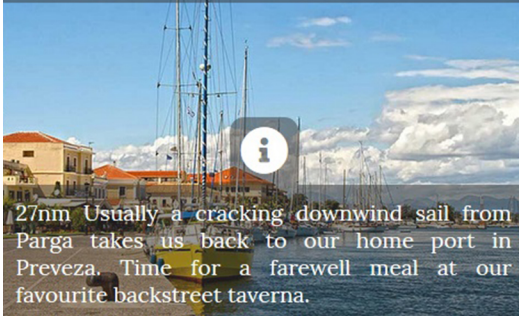 27nm Usually a cracking downwind sail from
Parga takes us back to our home port in
Preveza. Time for a farewell meal at our
favourite backstreet taverna.